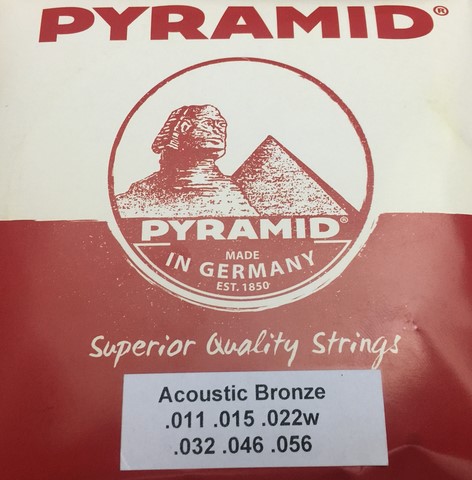 PYRAMID®
PYRAMID®
MADE
IN GERMANY
EST. 1850
Superior Quality Strings
Acoustic Bronze
.011 .015 .022w
.032 .046 .056